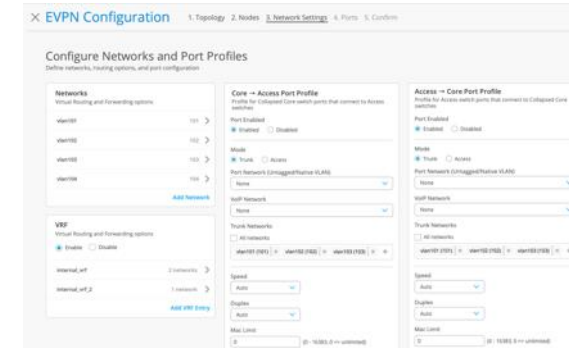 × EVPN Configuration 1. Topology 2. Nodes 3. Network Settings 4. Ports 5. Confirm
Configure Networks and Port Profiles
Define networks, routing options, and port configuration
Networks
Virtual Routing and Forwarding options
vlan101 101 >
vlan102 102 >
vlan103 103 >
vlan104 104 >
Add Network
VRF
Virtual Routing and Forwarding options
Enable Disable
internal_vrf 2 networks >
internal_vrf_2 1 network >
Add VRF Entry
Core → Access Port Profile
Profile for Collapsed Core switch ports that connect to Access
switches
Port Enabled
Enabled Disabled
Mode
Trunk Access
Port Network (Untagged/Native VLAN)
None
VoIP Network
None
Trunk Networks
All networks
vlan101 (101) × vlan102 (102) × vlan103 (103) × +
Speed
Auto
Duplex
Auto
Mac Limit
0 (0 - 16383, 0 => unlimited)
Access → Core Port Profile
Profile for Access switch ports that connect to Collapsed Core
switches
Port Enabled
Enabled Disabled
Mode
Trunk Access
Port Network (Untagged/Native VLAN)
None
VoIP Network
None
Trunk Networks
All networks
vlan101 (101) × vlan102 (102) × vlan103 (103) ×
Speed
Auto
Duplex
Auto
Mac Limit
0 (0 - 16383, 0 => unlimited)